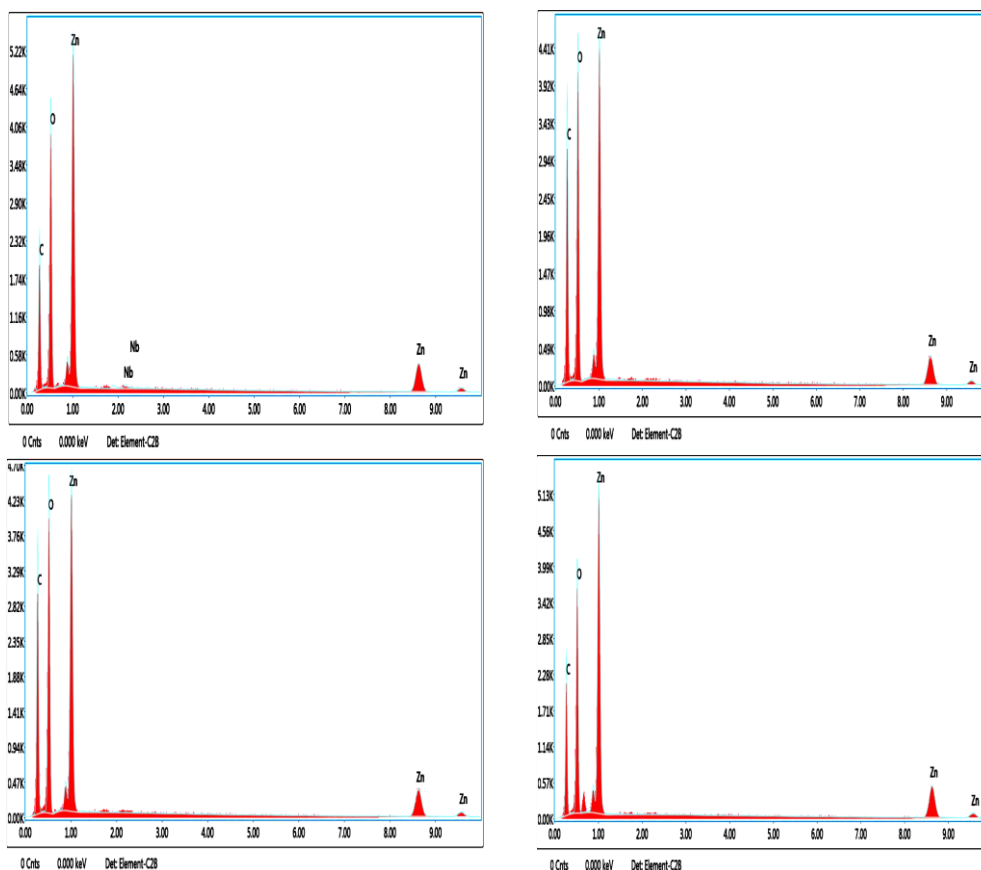 Zn
5.22K
4.64K
O
4.06K
3.48K
2.90K
2.32K
C
1.74K
1.16K
Nb
0.58K
Nb
Zn
Zn
0.00K
0.00 1.00 2.00 3.00 4.00 5.00 6.00 7.00 8.00 9.00
0 Cnts 0.000 keV Det: Element-C2B
Zn
4.41K
O
3.92K
3.43K
C
2.94K
2.45K
1.96K
1.47K
0.98K
0.49K
Zn
Zn
0.00K
0.00 1.00 2.00 3.00 4.00 5.00 6.00 7.00 8.00 9.00
0 Cnts 0.000 keV Det: Element-C2B
4.70K
Zn
4.23K
O
3.76K
3.29K
C
2.82K
2.35K
1.88K
1.41K
0.94K
0.47K
Zn
Zn
0.00K
0.00 1.00 2.00 3.00 4.00 5.00 6.00 7.00 8.00 9.00
0 Cnts 0.000 keV Det: Element-C2B
Zn
5.13K
4.56K
O
3.99K
3.42K
2.85K
C
2.28K
1.71K
1.14K
0.57K
Zn
Zn
0.00K
0.00 1.00 2.00 3.00 4.00 5.00 6.00 7.00 8.00 9.00
0 Cnts 0.000 keV Det: Element-C2B